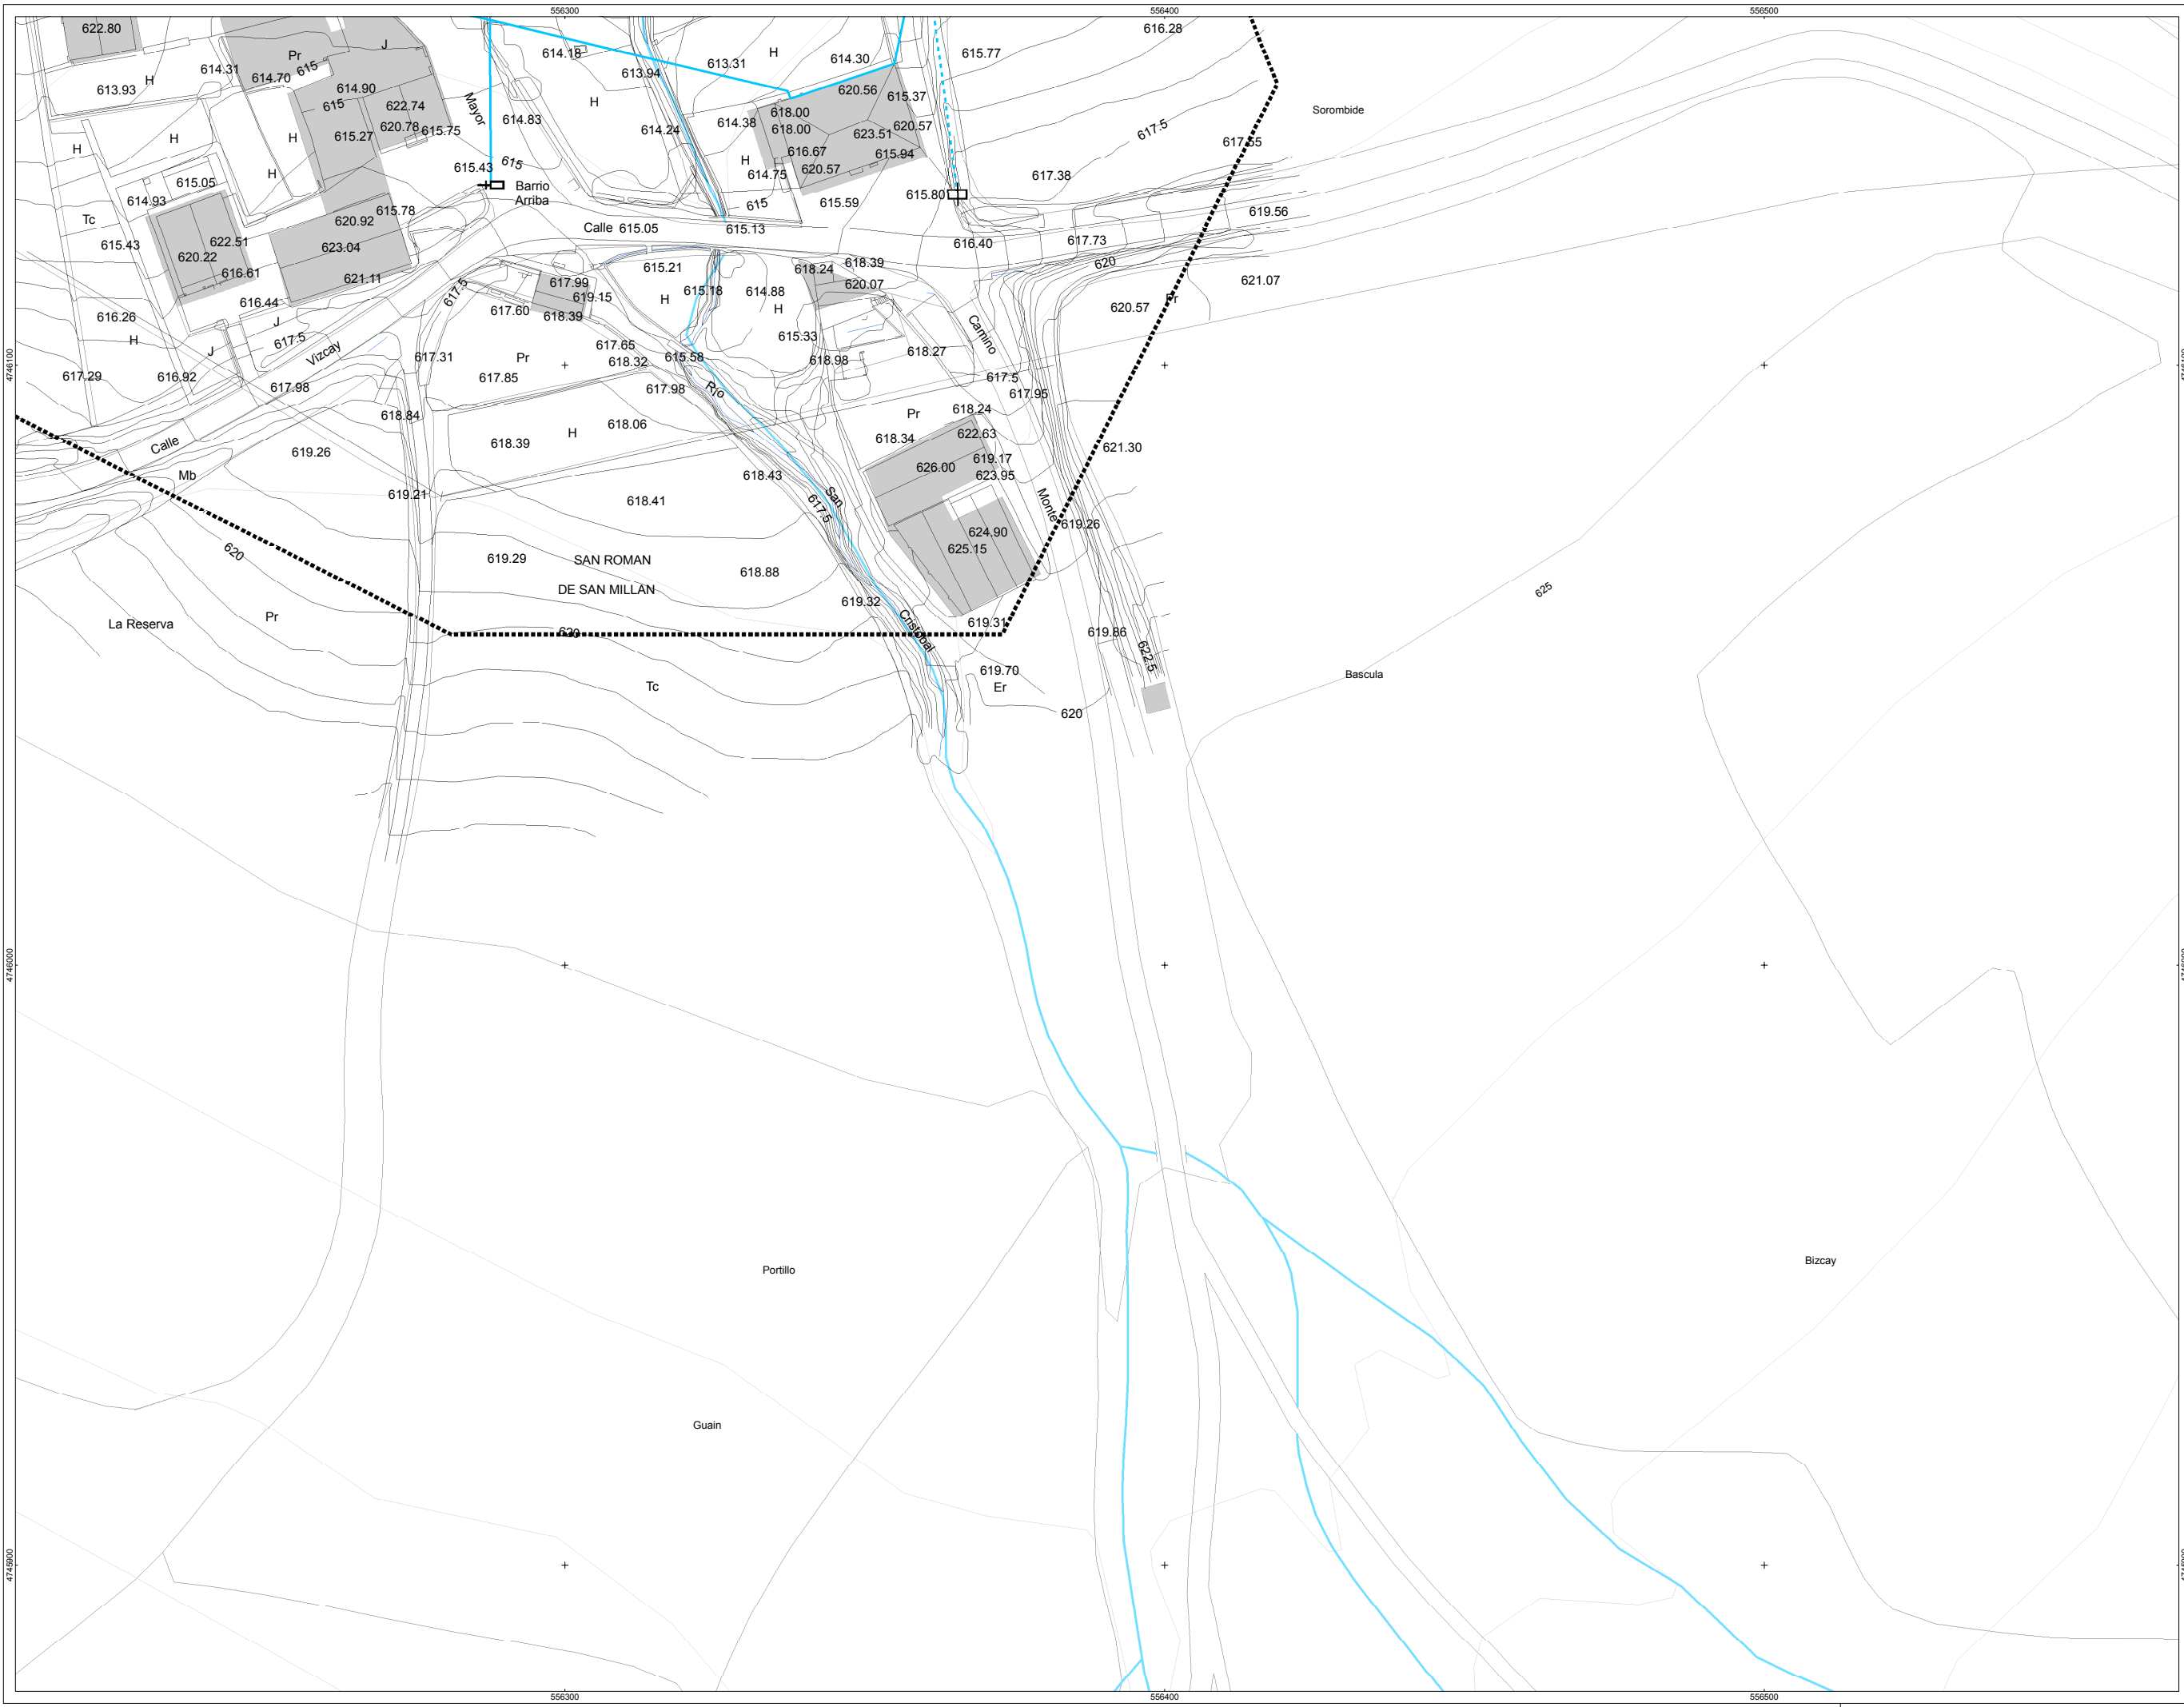 556300
556400
556500
622.80
613.93
H
614.31
614.70
Pr
615
J
614.90
615
622.74
620.78
615.75
615.27
Mayor
614.83
614.18
613.94
H
614.24
613.31
H
614.30
620.56
615.37
618.00
618.00
614.38
623.51
620.57
616.67
615.94
620.57
H
614.75
615
615.59
615.77
616.28
617.5
617.55
617.38
615.80
Sorombide
H
H
H
H
615.05
614.93
Tc
615.43
615.43
615
Barrio
Arriba
622.51
620.22
616.61
620.92
615.78
623.04
621.11
616.44
Calle
615.05
615.13
616.40
617.73
619.56
620
621.07
620.57
Pr
615.21
H
615.18
614.88
H
618.24
618.39
620.07
615.33
618.98
618.27
Camino
617.99
619.15
617.60
618.39
617.5
616.26
H
J
J
617.5
Vizcay
617.98
617.29
616.92
617.31
Pr
617.85
617.65
618.32
615.58
617.98
Río
617.5
617.95
4746100
4746100
618.84
618.39
H
618.06
Pr
618.24
618.34
622.63
626.00
619.17
623.95
621.30
Calle
Mb
619.26
619.21
618.41
618.43
San
617.5
Monte
619.26
624.90
625.15
620
619.29
SAN ROMAN
DE SAN MILLAN
618.88
619.32
Cristobal
619.31
619.86
622.5
625
La Reserva
Pr
620
Tc
619.70
Er
620
Bascula
4746000
4746000
Portillo
Bizcay
Guain
4745900
4745900
556300
556400
556500